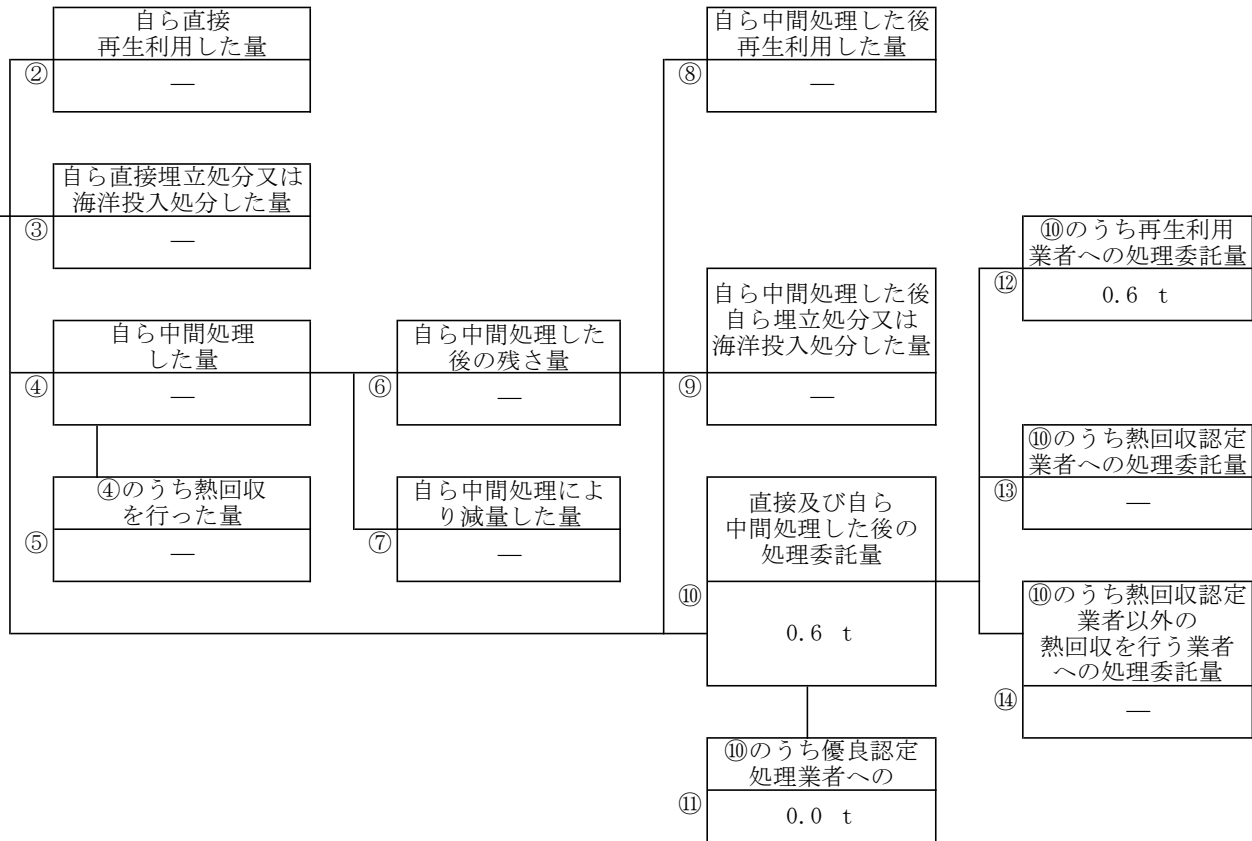 自ら直接
再生利用した量
②
―
自ら直接埋立処分又は
海洋投入処分した量
③
―
自ら中間処理
した量
④
―
④のうち熱回収
を行った量
⑤
―
自ら中間処理した
後の残さ量
⑥
―
自ら中間処理によ
り減量した量
⑦
―
自ら中間処理した後
再生利用した量
⑧
―
自ら中間処理した後
自ら埋立処分又は
海洋投入処分した量
⑨
―
直接及び自ら
中間処理した後の
処理委託量
⑩
0.6 t
⑩のうち優良認定
処理業者への
⑪
0.0 t
⑩のうち再生利用
業者への処理委託量
⑫
0.6 t
⑩のうち熱回収認定
業者への処理委託量
⑬
―
⑩のうち熱回収認定
業者以外の
熱回収を行う業者
への処理委託量
⑭
―